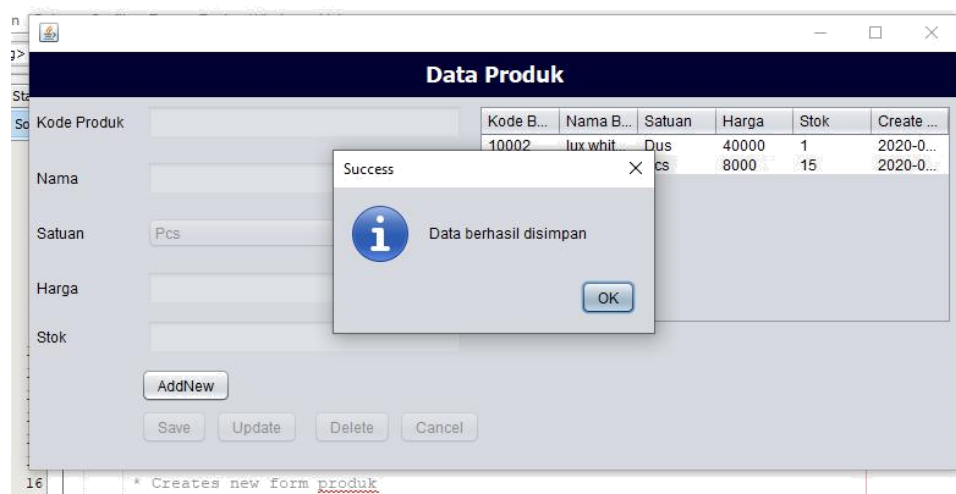 Data Produk
Kode Produk
Kode B... Nama B... Satuan Harga Stok Create ...
10002 lux whit... Dus 40000 1 2020-0...
8000 15 2020-0...
Success
Nama
Data berhasil disimpan
Satuan Pcs
Harga
OK
Stok
AddNew
Save Update Delete Cancel
16 * Creates new form produk